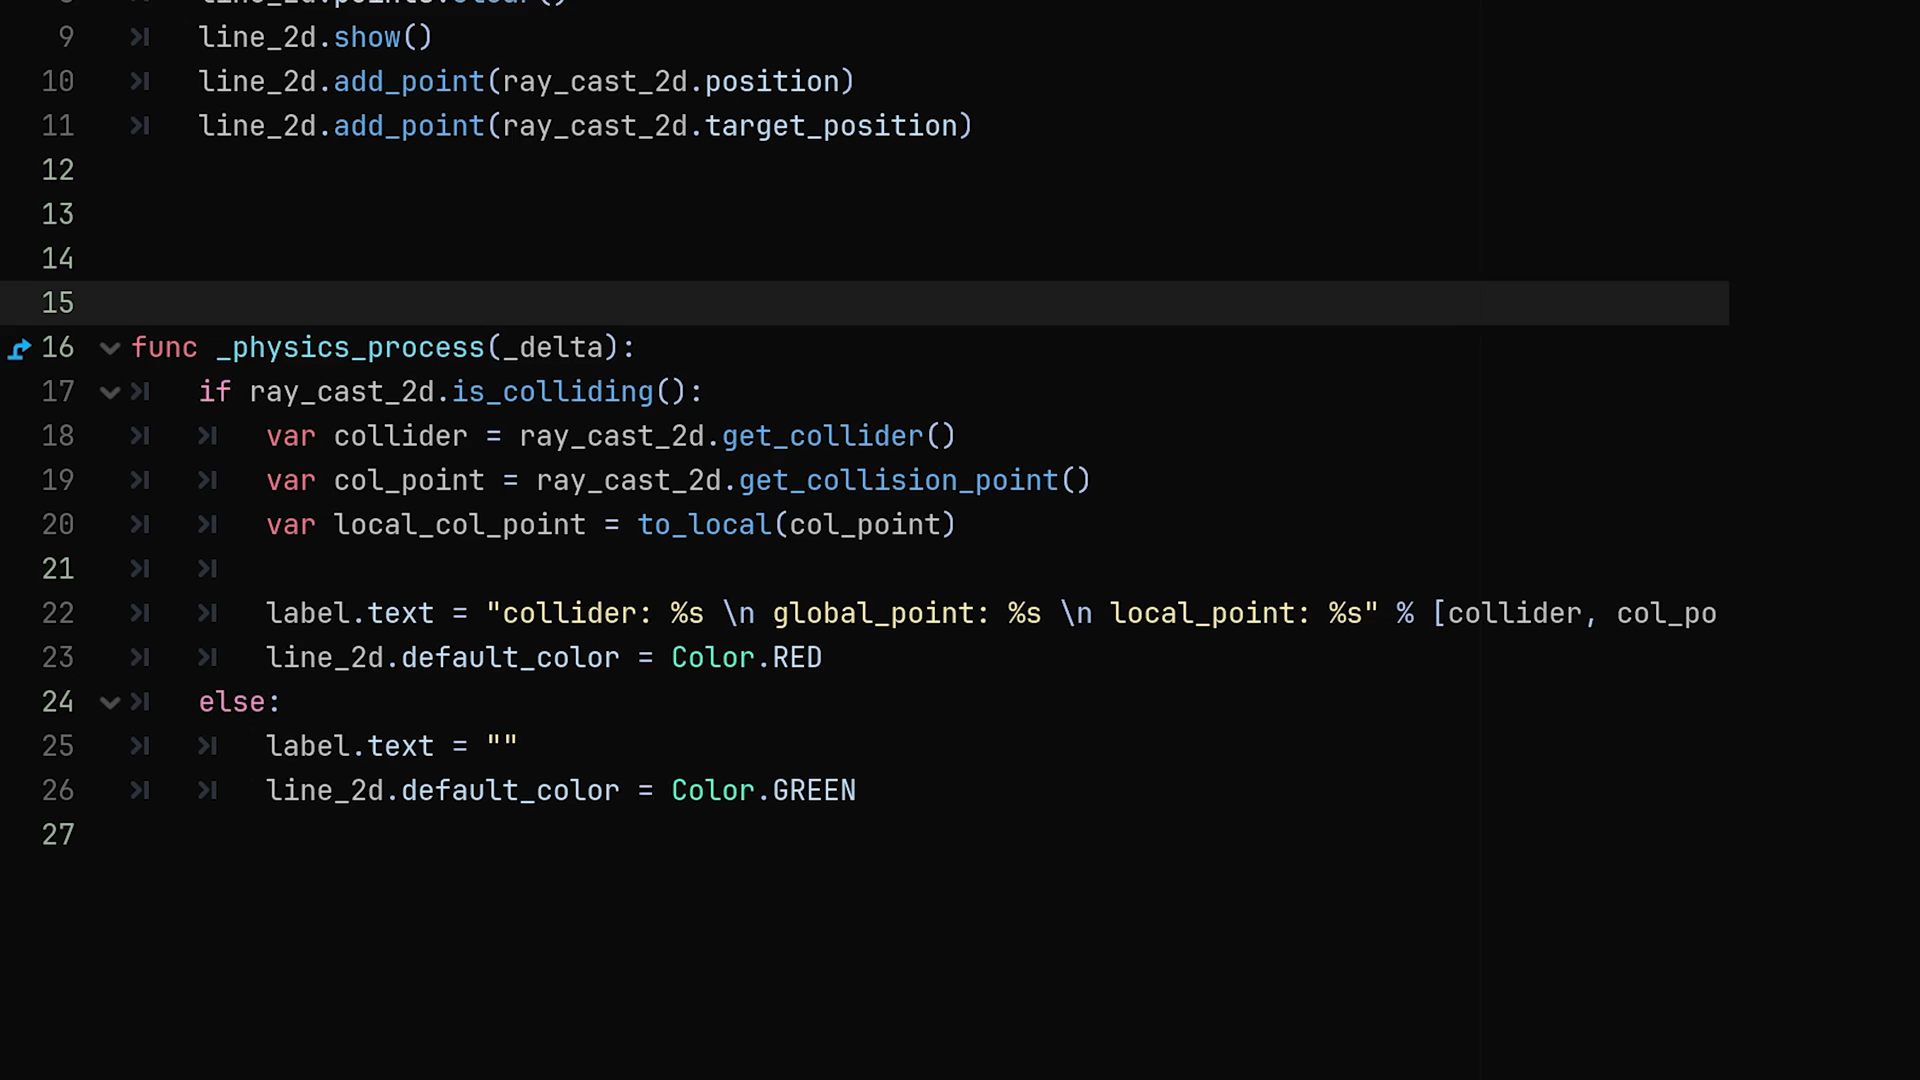 9 line_2d.show()
10 line_2d.add_point(ray_cast_2d.position)
11 line_2d.add_point(ray_cast_2d.target_position)
12
13
14
15
16 func _physics_process(_delta):
17 if ray_cast_2d.is_colliding():
18 var collider = ray_cast_2d.get_collider()
19 var col_point = ray_cast_2d.get_collision_point()
20 var local_col_point = to_local(col_point)
21
22 label.text = "collider: %s \n global_point: %s \n local_point: %s" % [collider, col_po
23 line_2d.default_color = Color.RED
24 else:
25 label.text = ""
26 line_2d.default_color = Color.GREEN
27